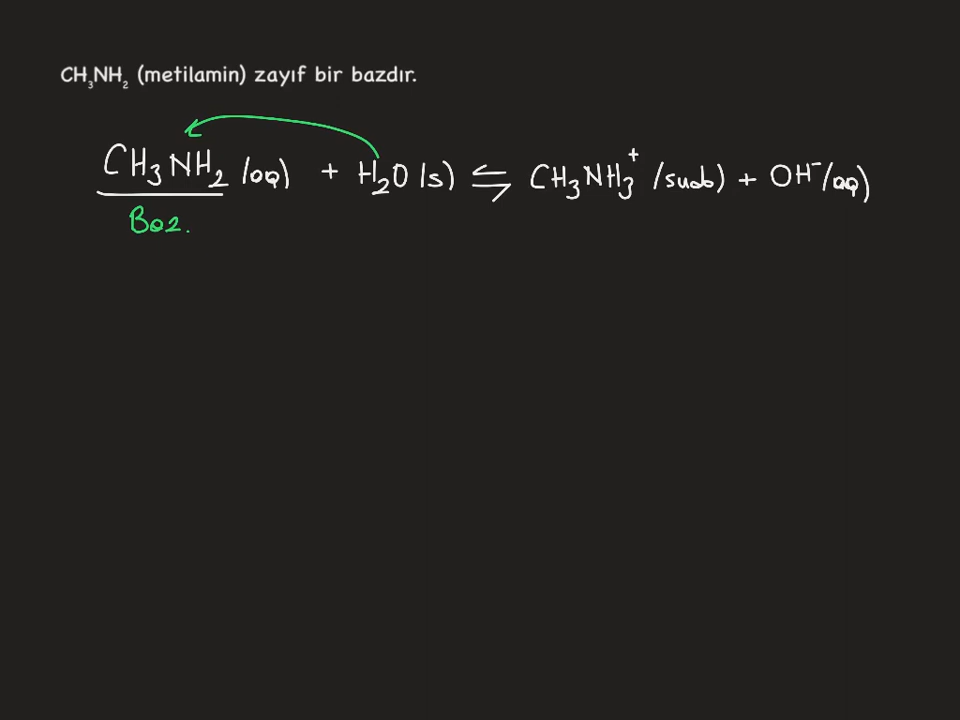 CH₃NH₂ (metilamin) zayıf bir bazdır.
CH₃NH₂ (aq) + H₂O (s) ⇌ CH₃NH₃⁺ (suda) + OH⁻ (aq)
Baz.